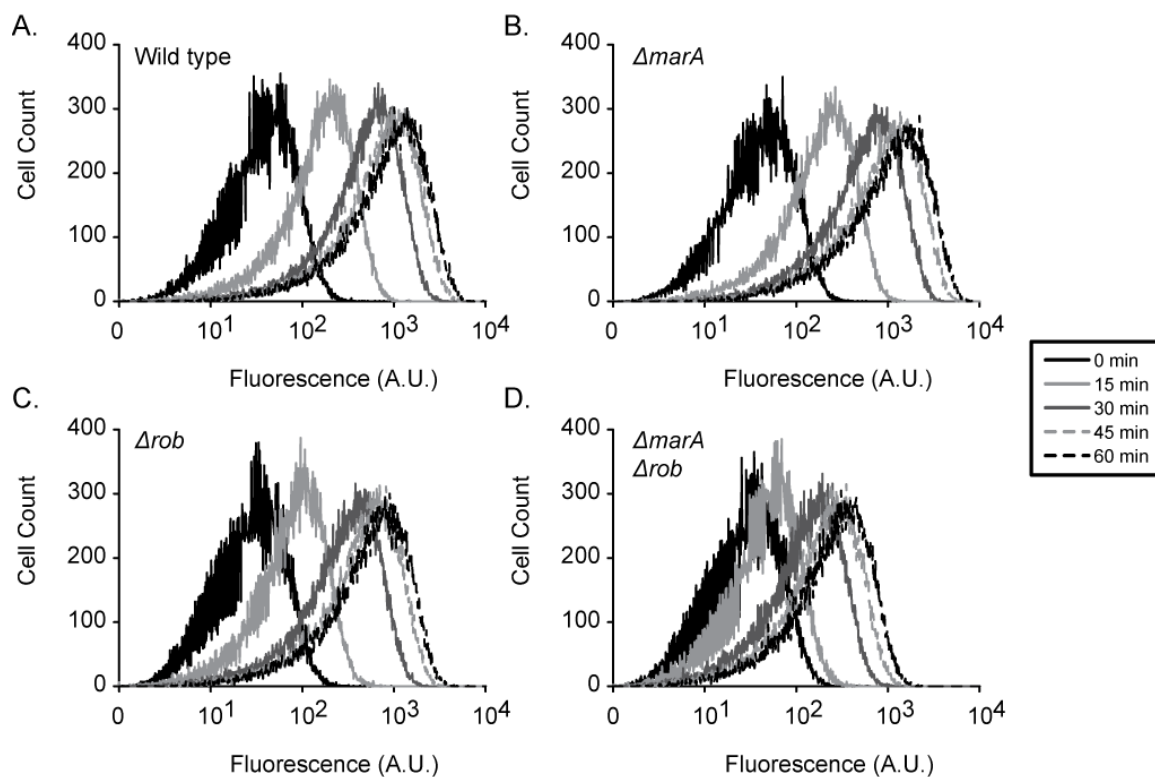 A.
Wild type
400
300
200
100
0
Cell Count
0 10¹ 10² 10³ 10⁴
Fluorescence (A.U.)
B.
ΔmarA
400
300
200
100
0
Cell Count
0 10¹ 10² 10³ 10⁴
Fluorescence (A.U.)
C.
Δrob
400
300
200
100
0
Cell Count
0 10¹ 10² 10³ 10⁴
Fluorescence (A.U.)
D.
ΔmarA
Δrob
400
300
200
100
0
Cell Count
0 10¹ 10² 10³ 10⁴
Fluorescence (A.U.)
0 min
15 min
30 min
45 min
60 min